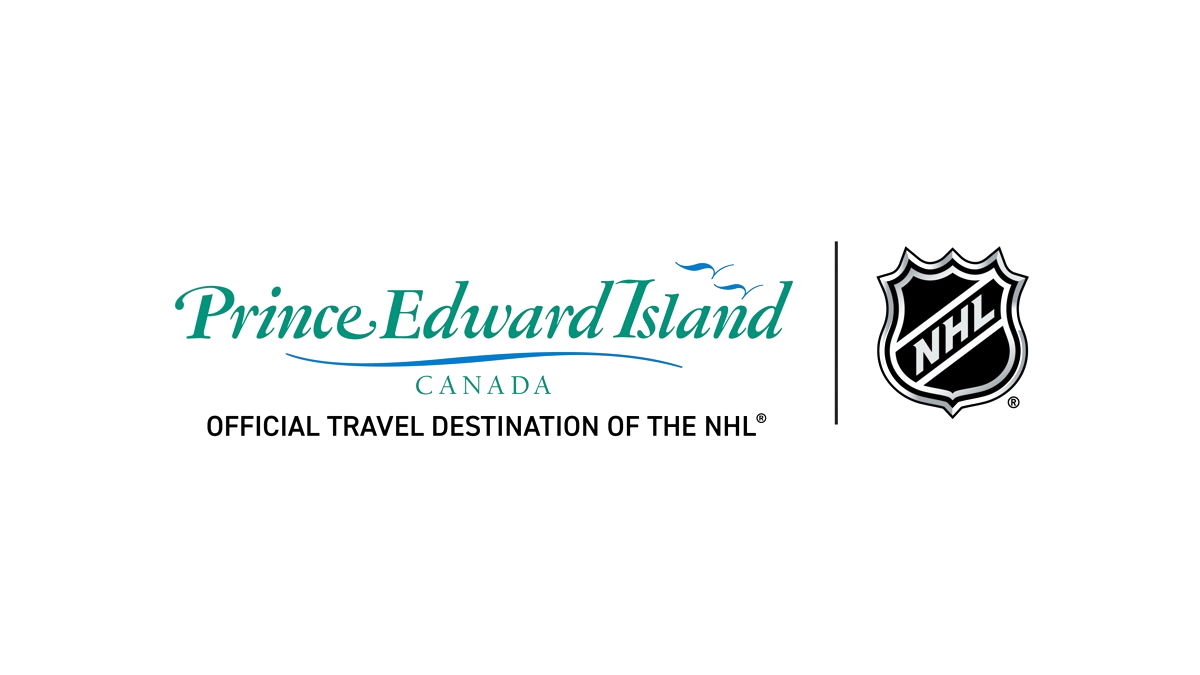 Prince Edward Island
CANADA
OFFICIAL TRAVEL DESTINATION OF THE NHL®
NHL
®